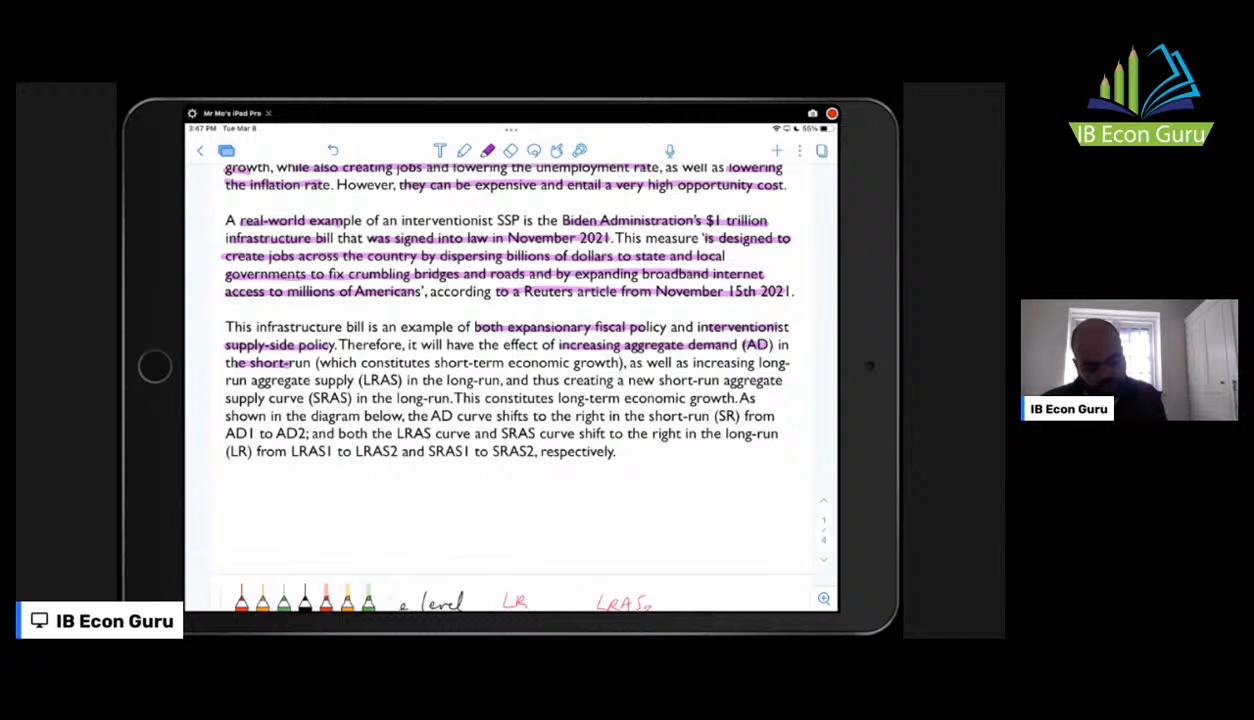 IB Econ Guru
Mr Mo's iPad Pro ×
3:47 PM Tue Mar 8
55%
growth, while also creating jobs and lowering the unemployment rate, as well as lowering
the inflation rate. However, they can be expensive and entail a very high opportunity cost.
A real-world example of an interventionist SSP is the Biden Administration's $1 trillion
infrastructure bill that was signed into law in November 2021. This measure 'is designed to
create jobs across the country by dispersing billions of dollars to state and local
governments to fix crumbling bridges and roads and by expanding broadband internet
access to millions of Americans', according to a Reuters article from November 15th 2021.
This infrastructure bill is an example of both expansionary fiscal policy and interventionist
supply-side policy. Therefore, it will have the effect of increasing aggregate demand (AD) in
the short-run (which constitutes short-term economic growth), as well as increasing long-
run aggregate supply (LRAS) in the long-run, and thus creating a new short-run aggregate
supply curve (SRAS) in the long-run. This constitutes long-term economic growth. As
shown in the diagram below, the AD curve shifts to the right in the short-run (SR) from
AD1 to AD2; and both the LRAS curve and SRAS curve shift to the right in the long-run
(LR) from LRAS1 to LRAS2 and SRAS1 to SRAS2, respectively.
1
/
4
e level LR LRAS2
IB Econ Guru
IB Econ Guru